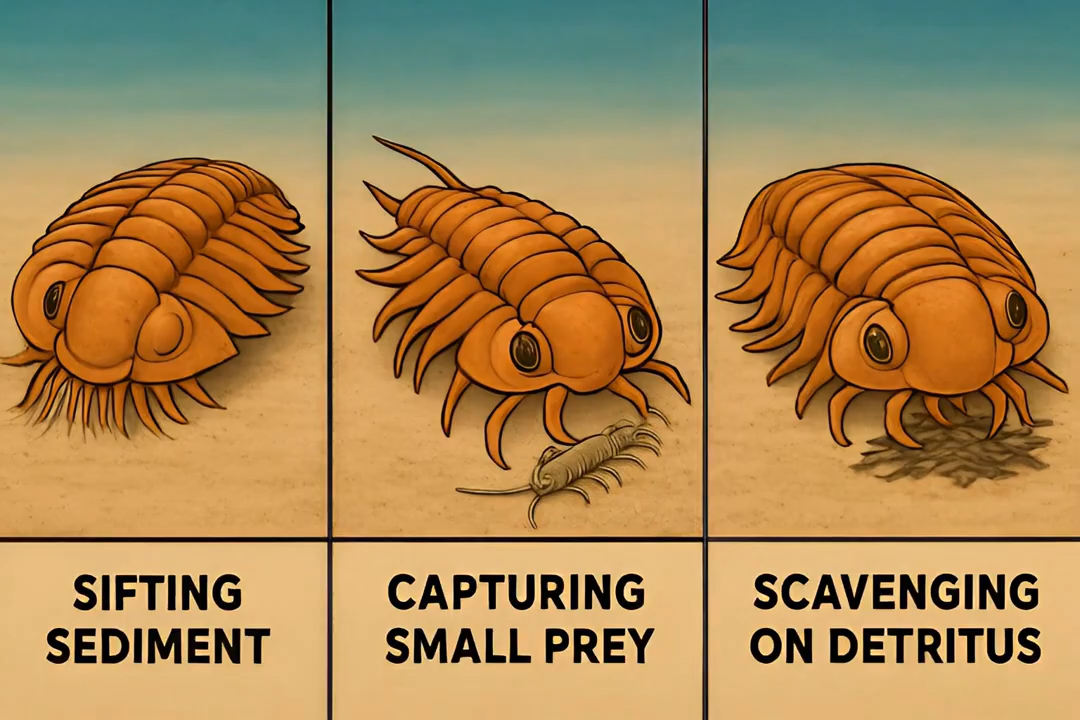 SIFTING
SEDIMENT
CAPTURING
SMALL PREY
SCAVENGING
ON DETRITUS